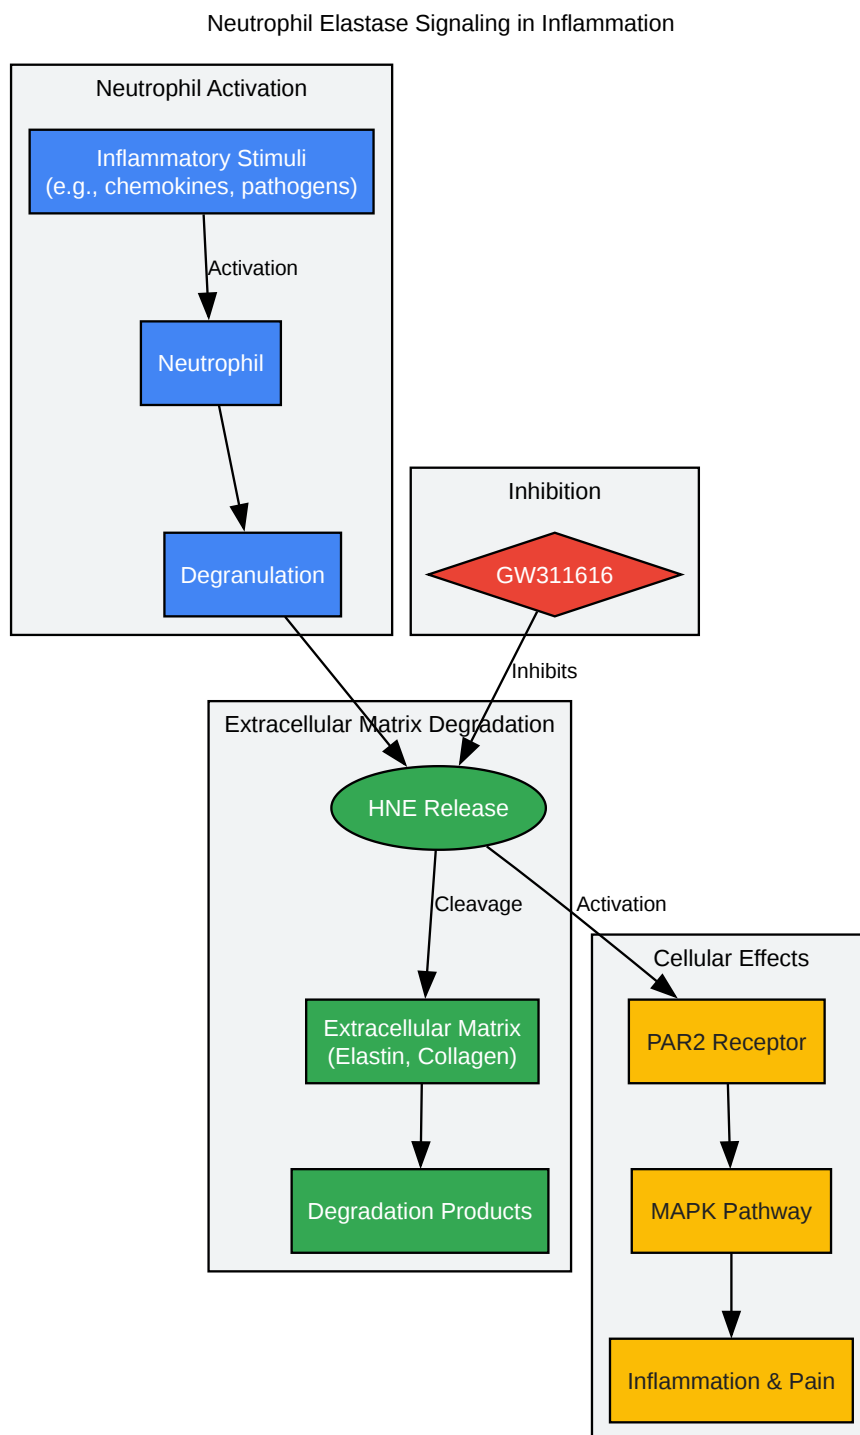 Neutrophil Elastase Signaling in Inflammation
Neutrophil Activation
Inflammatory Stimuli
(e.g., chemokines, pathogens)
Activation
Neutrophil
Degranulation
Inhibition
GW311616
Inhibits
Extracellular Matrix Degradation
HNE Release
Cleavage
Activation
Extracellular Matrix
(Elastin, Collagen)
Degradation Products
Cellular Effects
PAR2 Receptor
MAPK Pathway
Inflammation & Pain